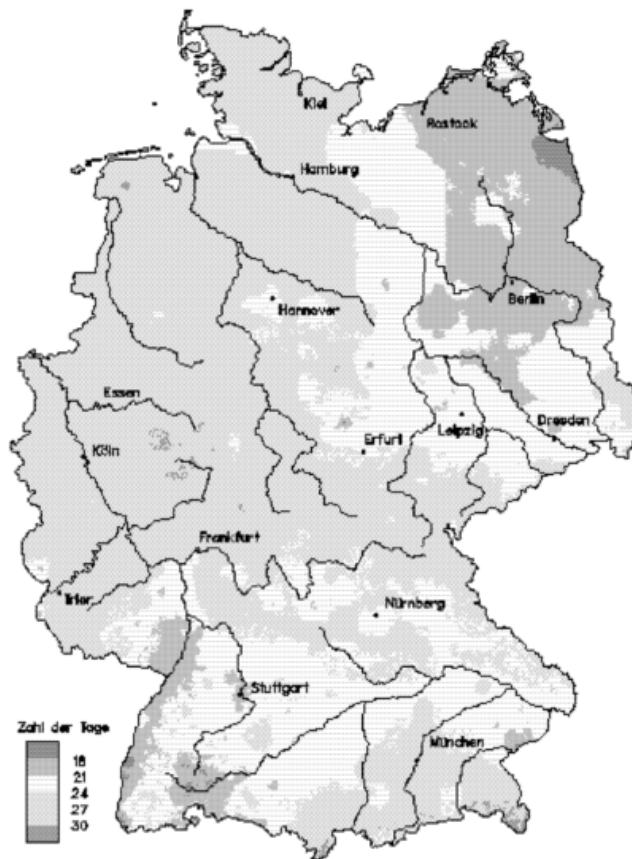 Kiel
Rostock
Hamburg
Berlin
Hannover
Essen
Leipzig
Dresden
Köln
Erfurt
Frankfurt
Trier
Nürnberg
Stuttgart
Zahl der Tage
München
18
21
24
27
30